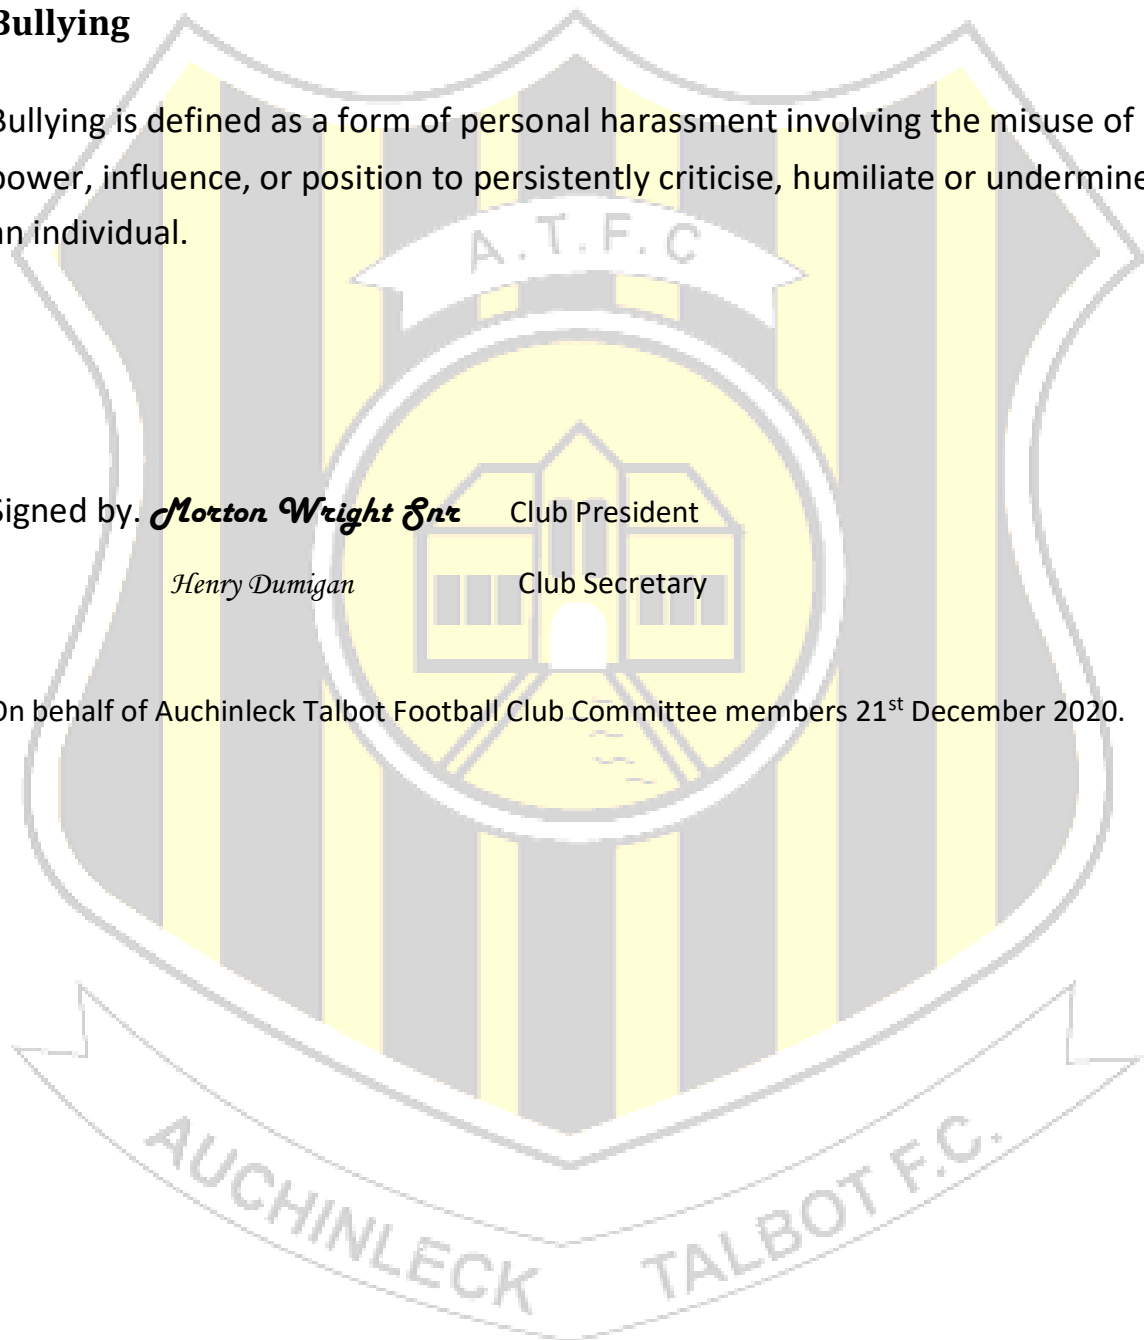 Bullying
Bullying is defined as a form of personal harassment involving the misuse of
power, influence, or position to persistently criticise, humiliate or undermine
an individual.
A.T.F.C
Signed by. Morton Wright Snr Club President
Henry Dumigan Club Secretary
On behalf of Auchinleck Talbot Football Club Committee members 21st December 2020.
AUCHINLECK TALBOT F.C.